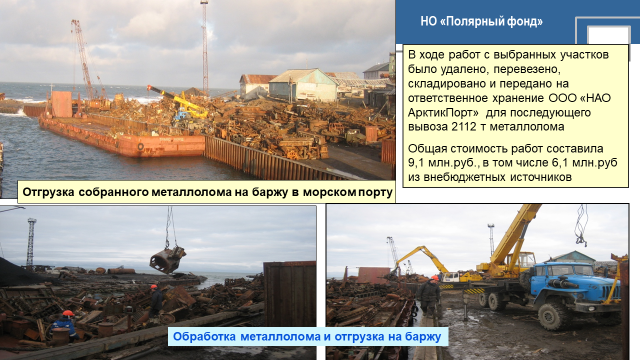 НО «Полярный фонд»
В ходе работ с выбранных участков
было удалено, перевезено,
складировано и передано на
ответственное хранение ООО «НАО
АрктикПорт» для последующего
вывоза 2112 т металлолома
Общая стоимость работ составила
9,1 млн.руб., в том числе 6,1 млн.руб
из внебюджетных источников
Отгрузка собранного металлолома на баржу в морском порту
Обработка металлолома и отгрузка на баржу